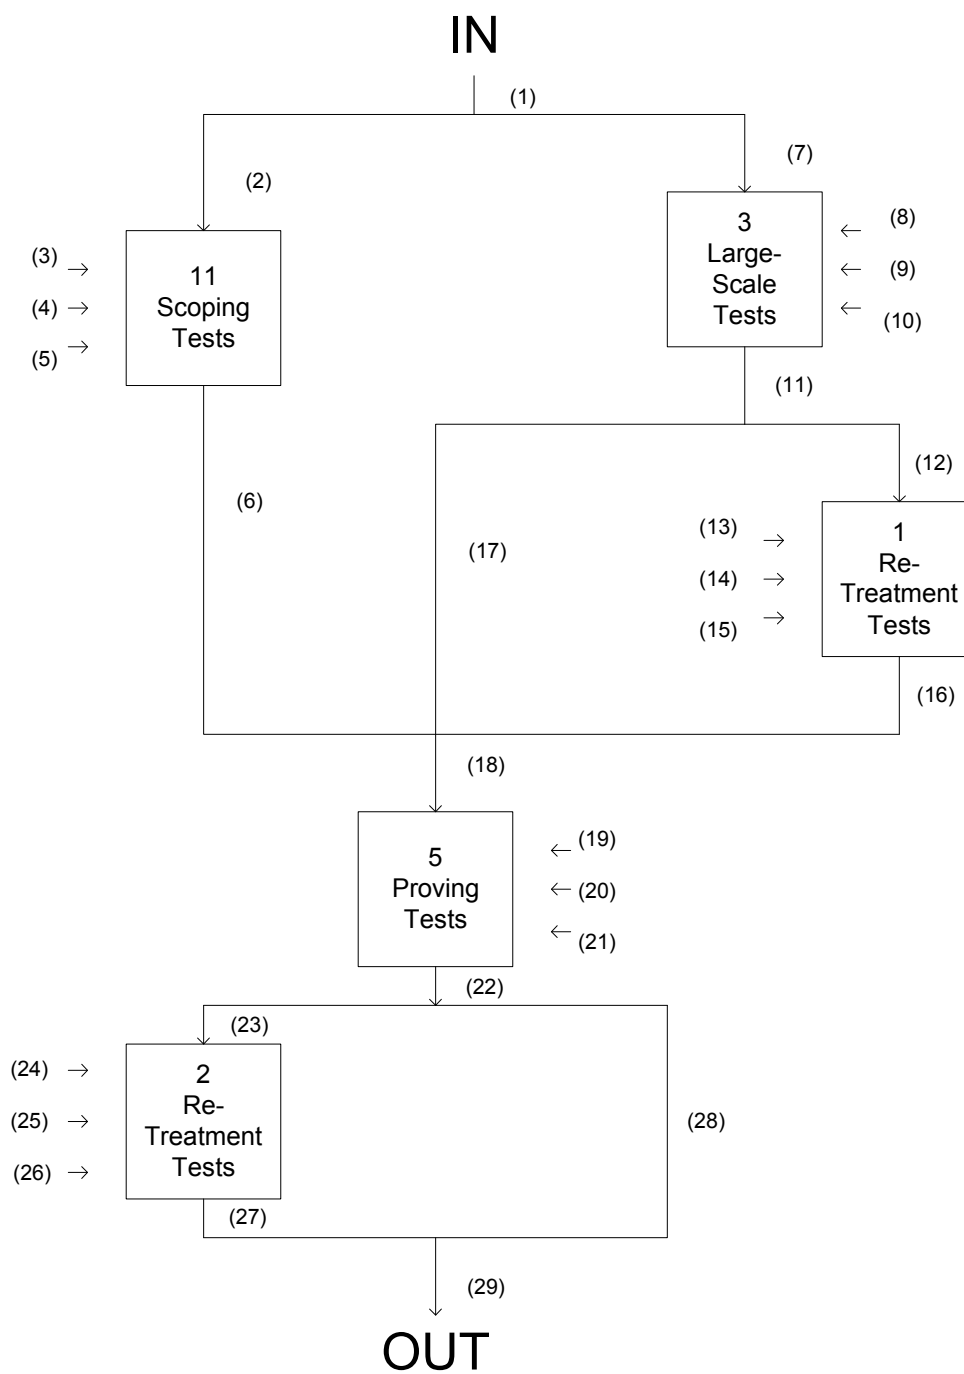 IN
(1)
(7)
(2)
(8)
(9)
(10)
3
Large-
Scale
Tests
(3)
(4)
(5)
11
Scoping
Tests
(11)
(12)
(6)
(17)
(13)
(14)
(15)
1
Re-
Treatment
Tests
(16)
(18)
5
Proving
Tests
(19)
(20)
(21)
(22)
(23)
(24)
(25)
(26)
2
Re-
Treatment
Tests
(28)
(27)
(29)
OUT